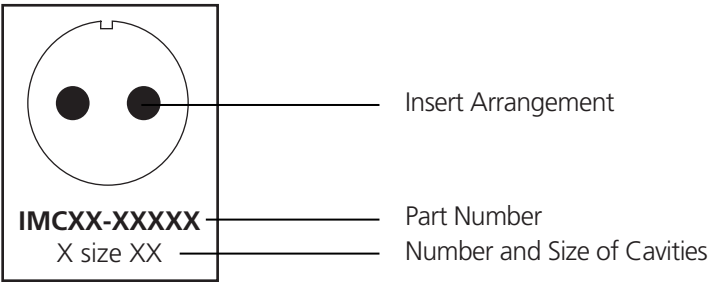 Insert Arrangement
IMCXX-XXXXX
Part Number
X size XX
Number and Size of Cavities